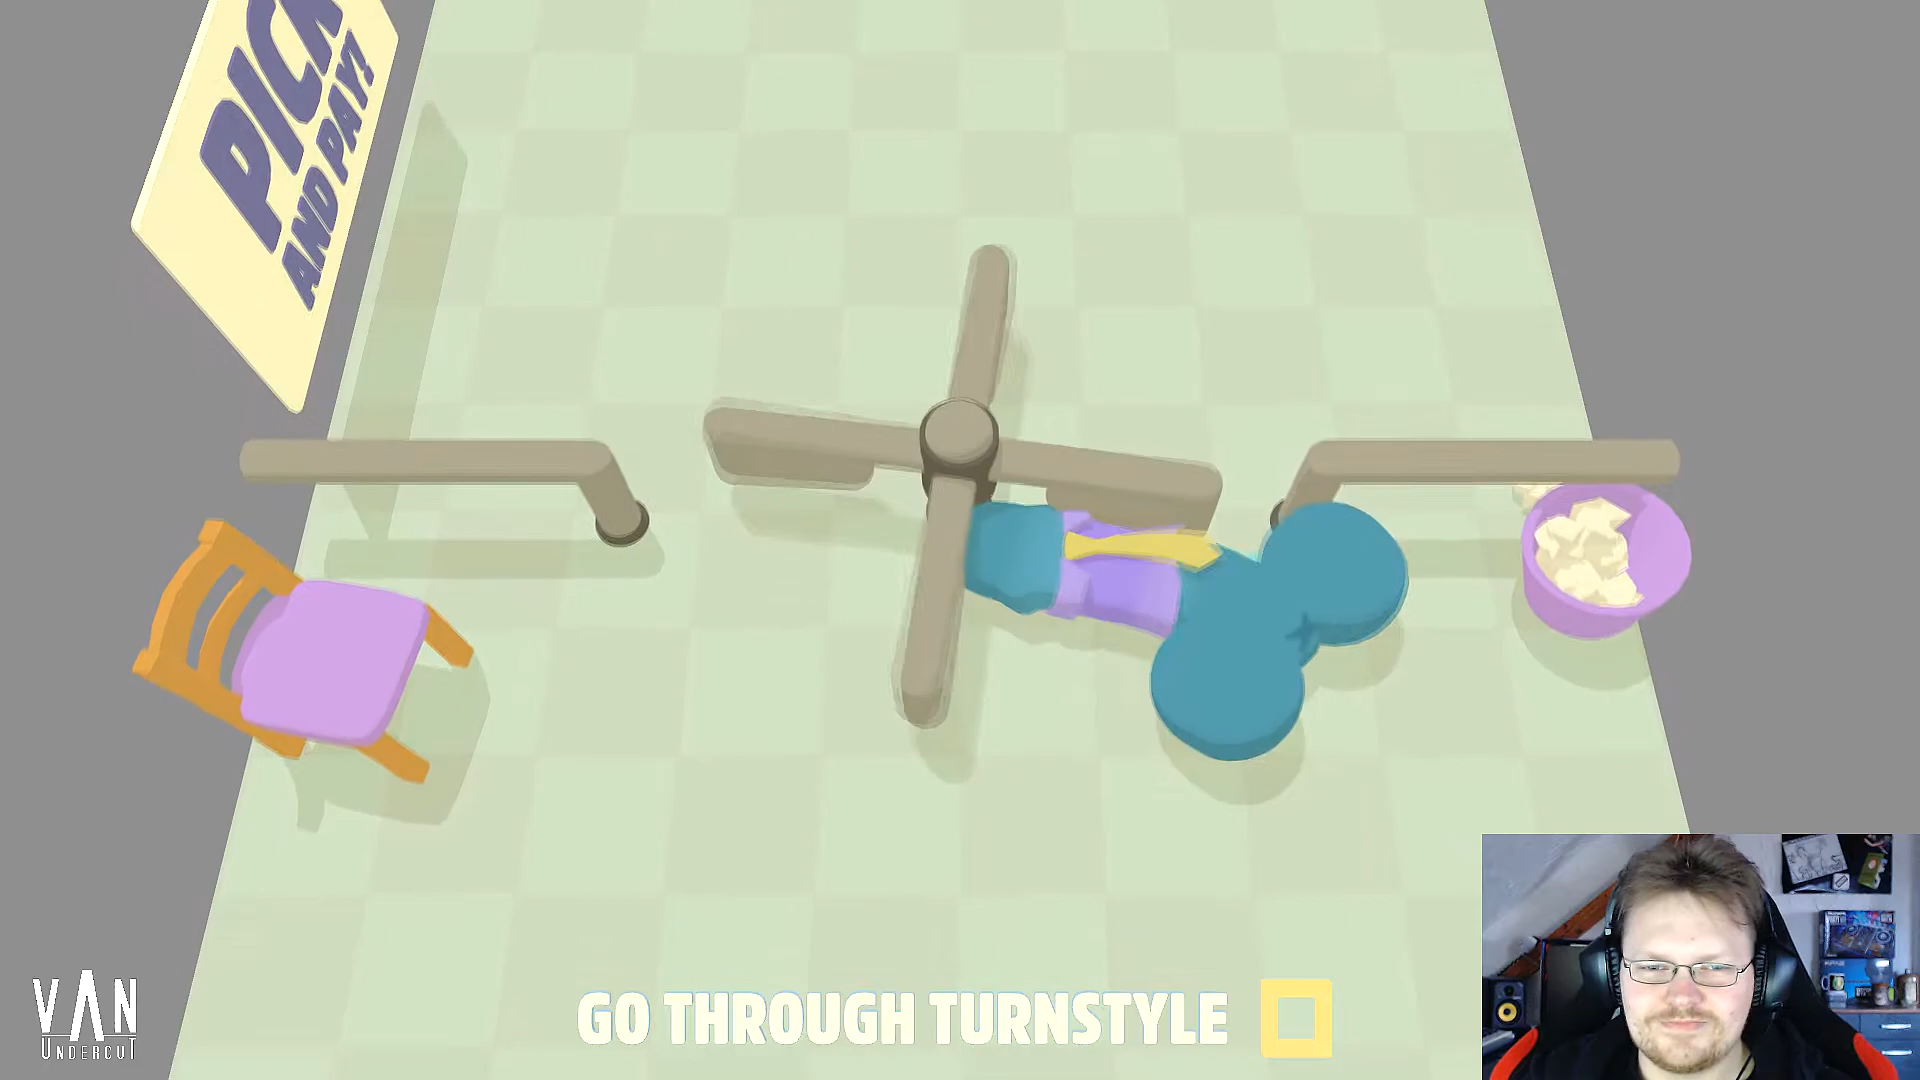 PICK
AND PAY!
GO THROUGH TURNSTYLE
VAN
UNDERCUT